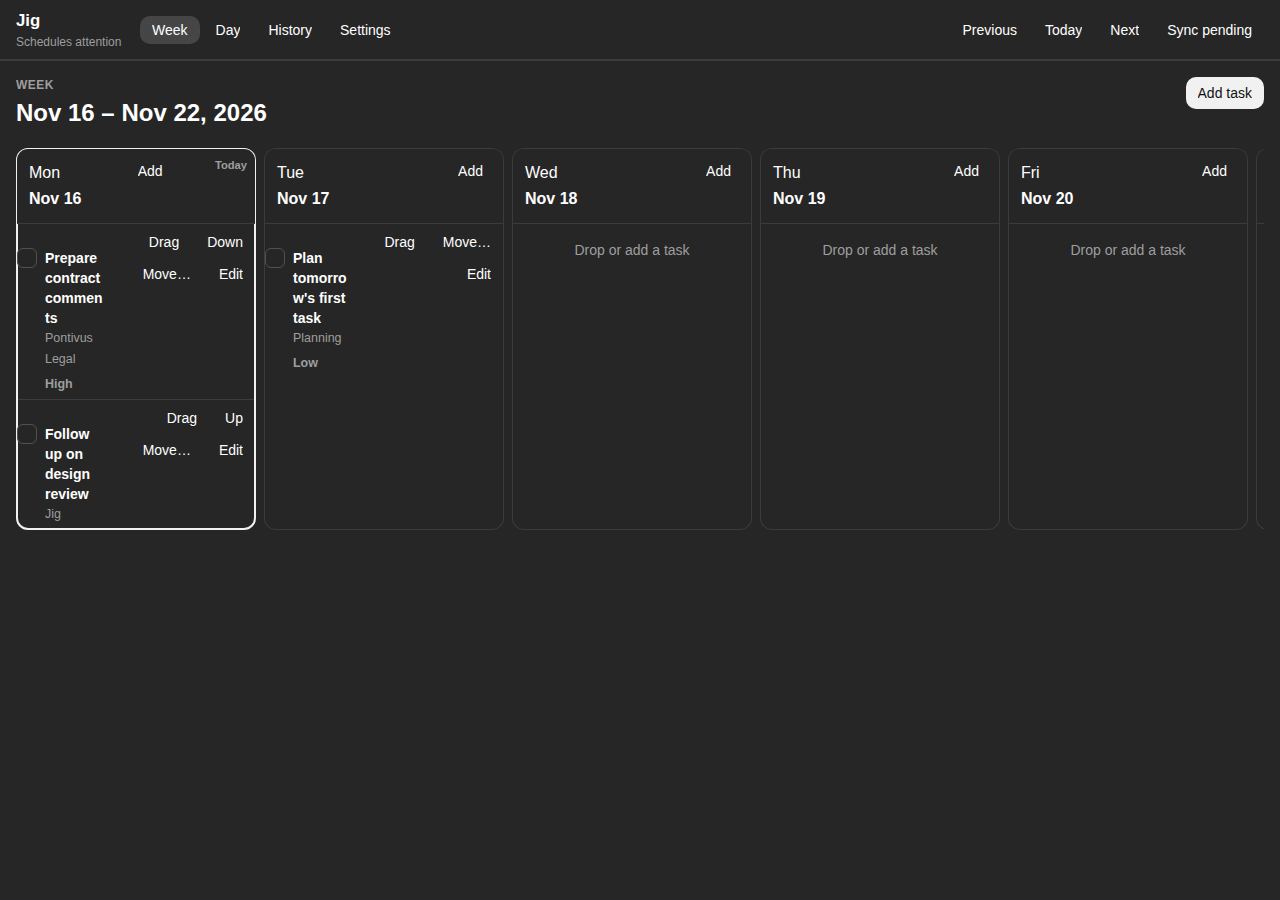 Jig
Schedules attention
Week Day History Settings
Previous Today Next Sync pending
WEEK
Nov 16 – Nov 22, 2026
Add task
Mon Add Today
Nov 16
Drag Down
Move… Edit
Prepare
contract
commen
ts
Pontivus
Legal
High
Drag Up
Move… Edit
Follow
up on
design
review
Jig
Tue Add
Nov 17
Drag Move…
Edit
Plan
tomorro
w's first
task
Planning
Low
Wed Add
Nov 18
Drop or add a task
Thu Add
Nov 19
Drop or add a task
Fri Add
Nov 20
Drop or add a task